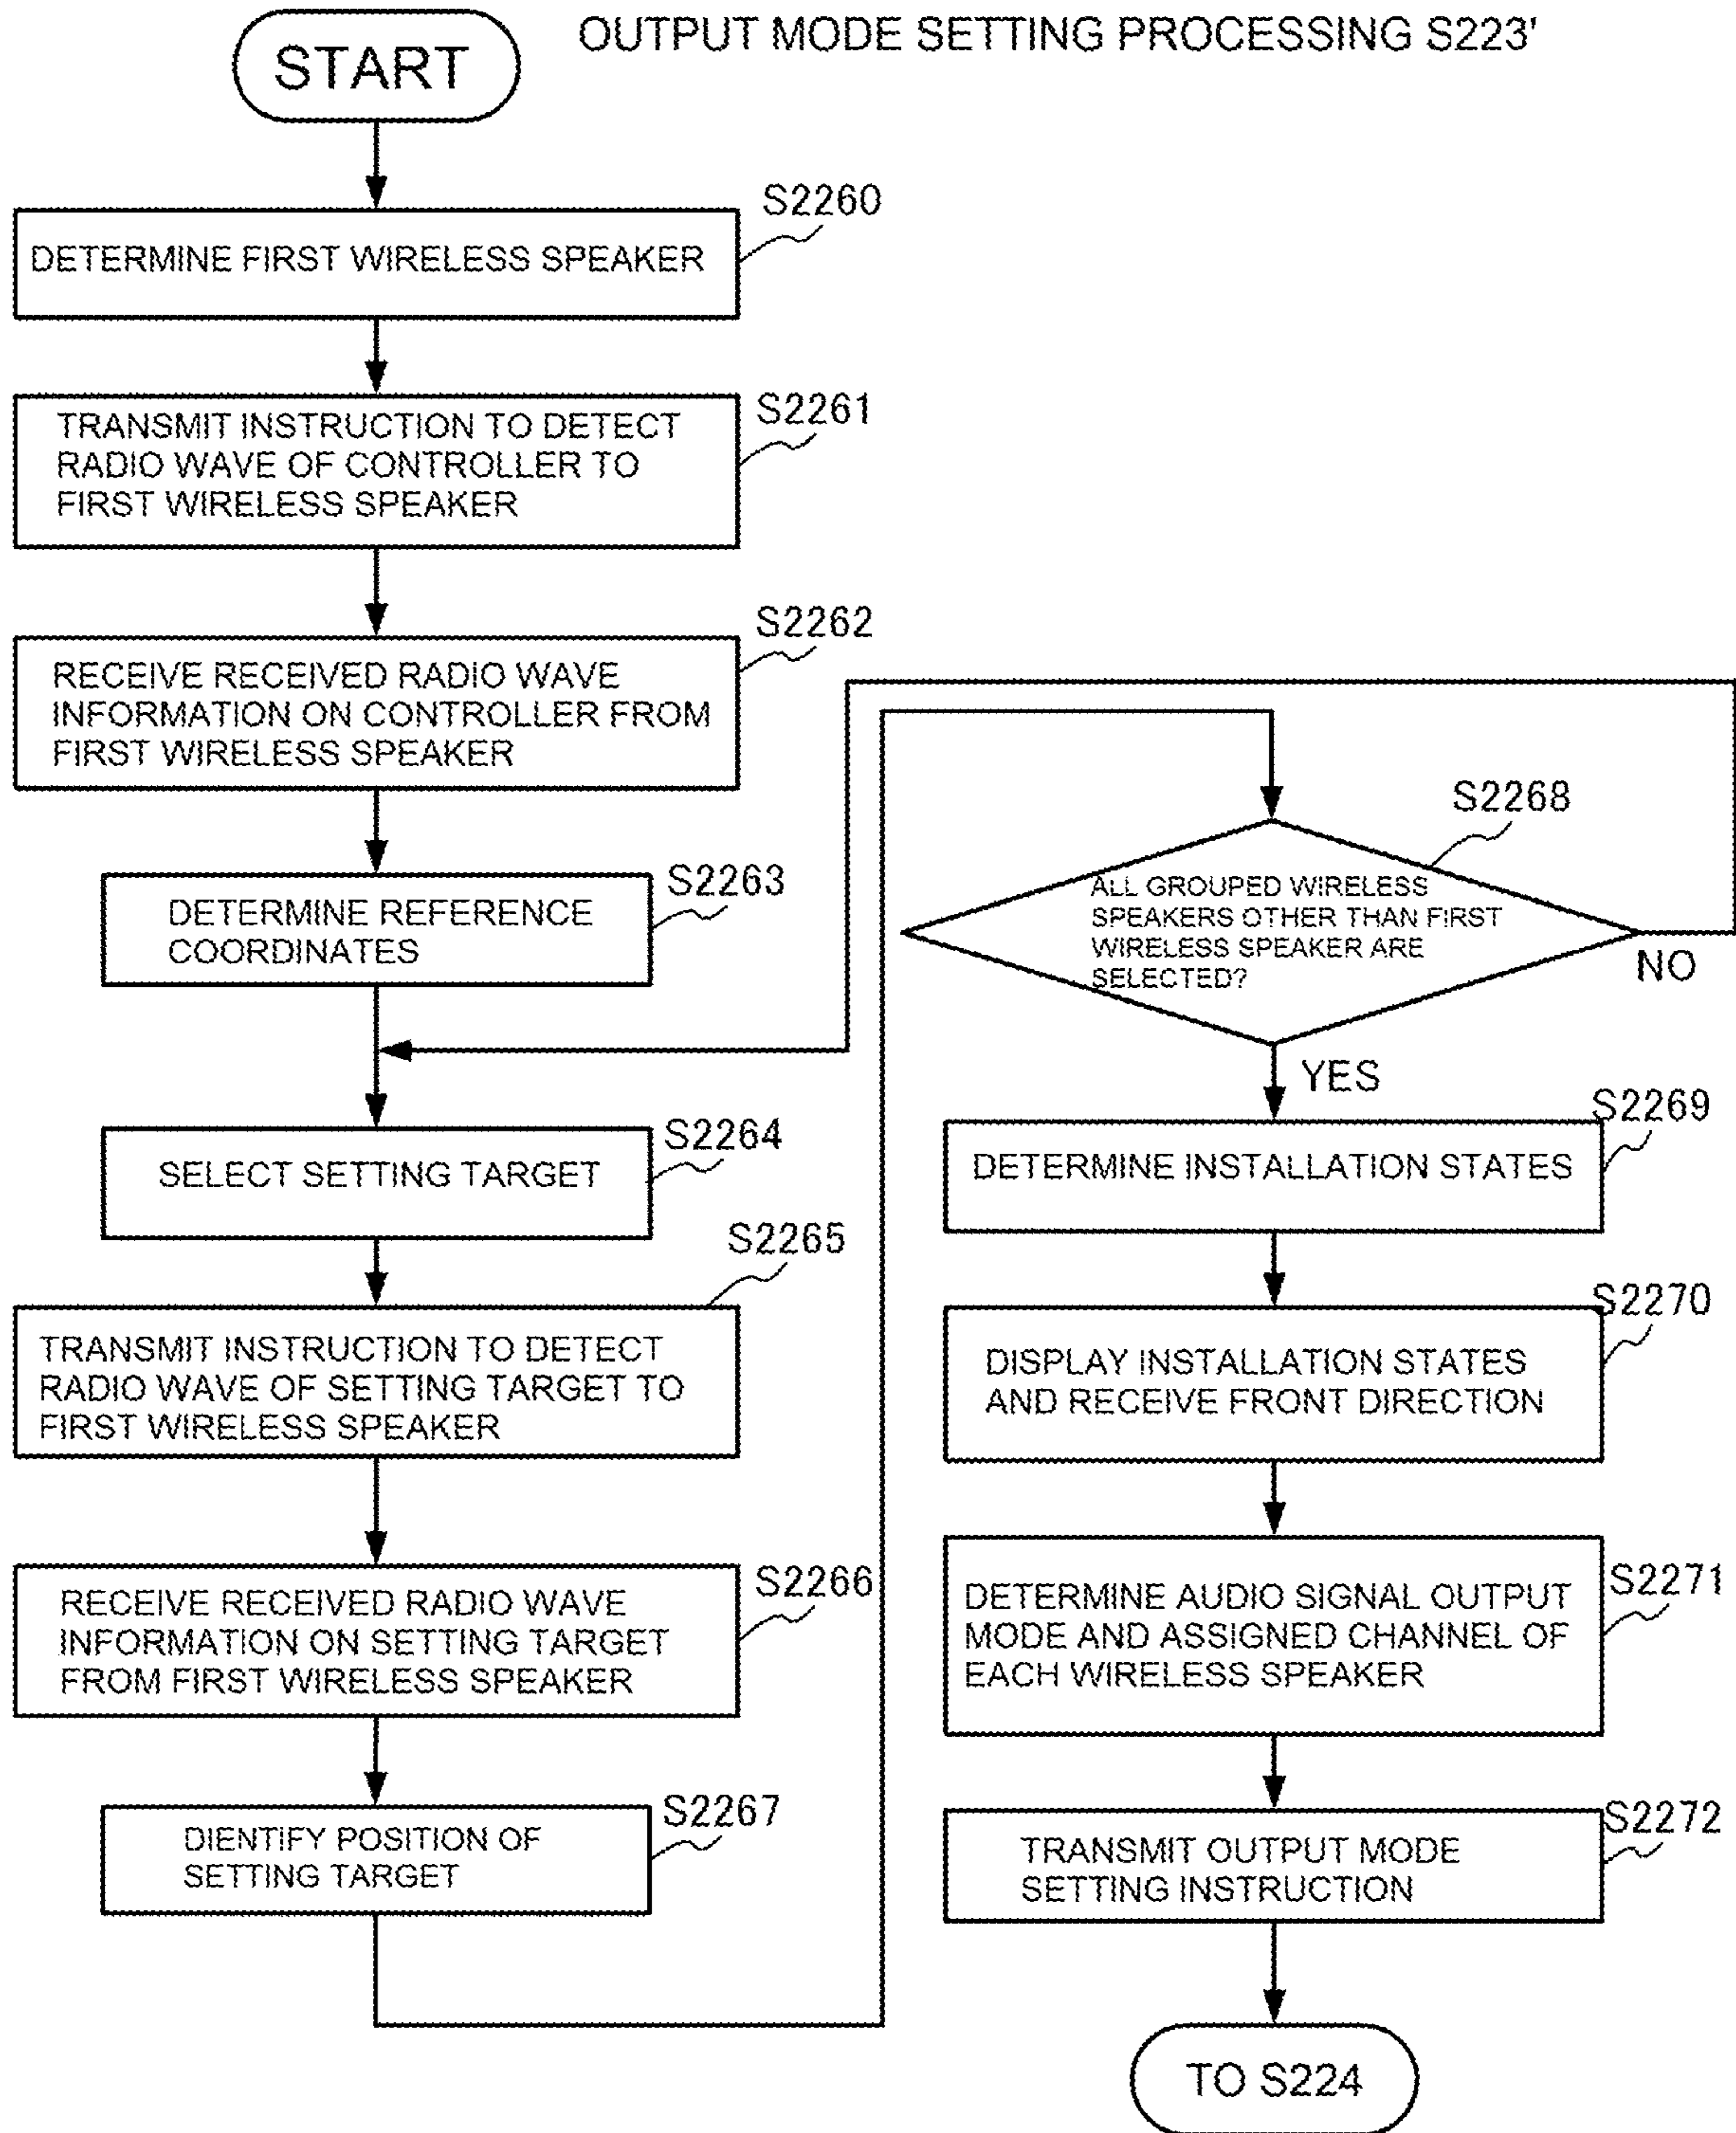 OUTPUT MODE SETTING PROCESSING S223'
START
S2260
DETERMINE FIRST WIRELESS SPEAKER
S2261
TRANSMIT INSTRUCTION TO DETECT
RADIO WAVE OF CONTROLLER TO
FIRST WIRELESS SPEAKER
S2262
RECEIVE RECEIVED RADIO WAVE
INFORMATION ON CONTROLLER FROM
FIRST WIRELESS SPEAKER
S2263
DETERMINE REFERENCE
COORDINATES
S2264
SELECT SETTING TARGET
S2265
TRANSMIT INSTRUCTION TO DETECT
RADIO WAVE OF SETTING TARGET TO
FIRST WIRELESS SPEAKER
S2266
RECEIVE RECEIVED RADIO WAVE
INFORMATION ON SETTING TARGET
FROM FIRST WIRELESS SPEAKER
S2267
DIENTIFY POSITION OF
SETTING TARGET
S2268
ALL GROUPED WIRELESS
SPEAKERS OTHER THAN FIRST
WIRELESS SPEAKER ARE
SELECTED?
NO
YES
S2269
DETERMINE INSTALLATION STATES
S2270
DISPLAY INSTALLATION STATES
AND RECEIVE FRONT DIRECTION
S2271
DETERMINE AUDIO SIGNAL OUTPUT
MODE AND ASSIGNED CHANNEL OF
EACH WIRELESS SPEAKER
S2272
TRANSMIT OUTPUT MODE
SETTING INSTRUCTION
TO S224